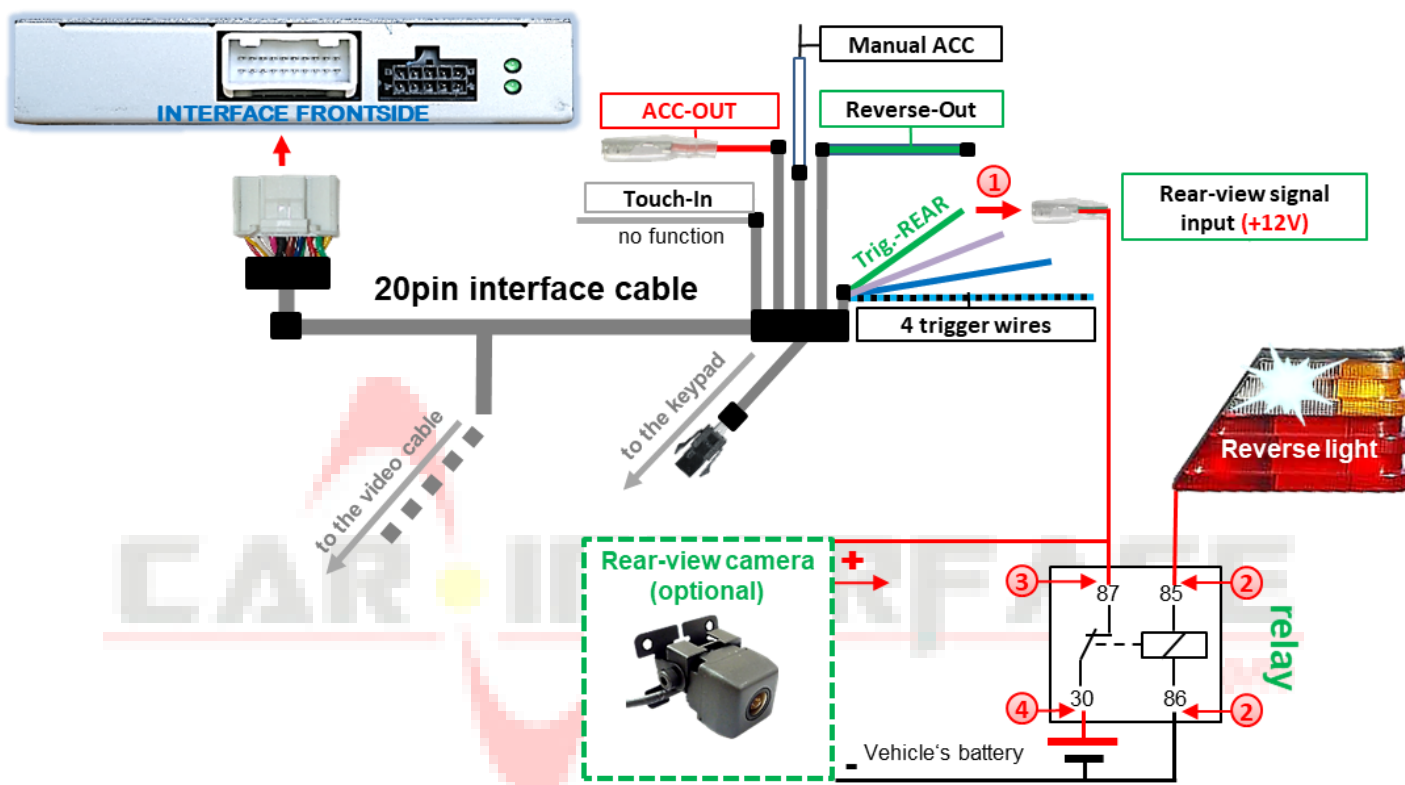 INTERFACE FRONTSIDE
Manual ACC
ACC-OUT
Reverse-Out
Touch-In
no function
Trig.-REAR
1
Rear-view signal
input (+12V)
20pin interface cable
4 trigger wires
to the keypad
to the video cable
Reverse light
CAR INTERFACE
Rear-view camera
(optional)
+
3
2
87
85
relay
30
86
4
2
Vehicle‘s battery
-